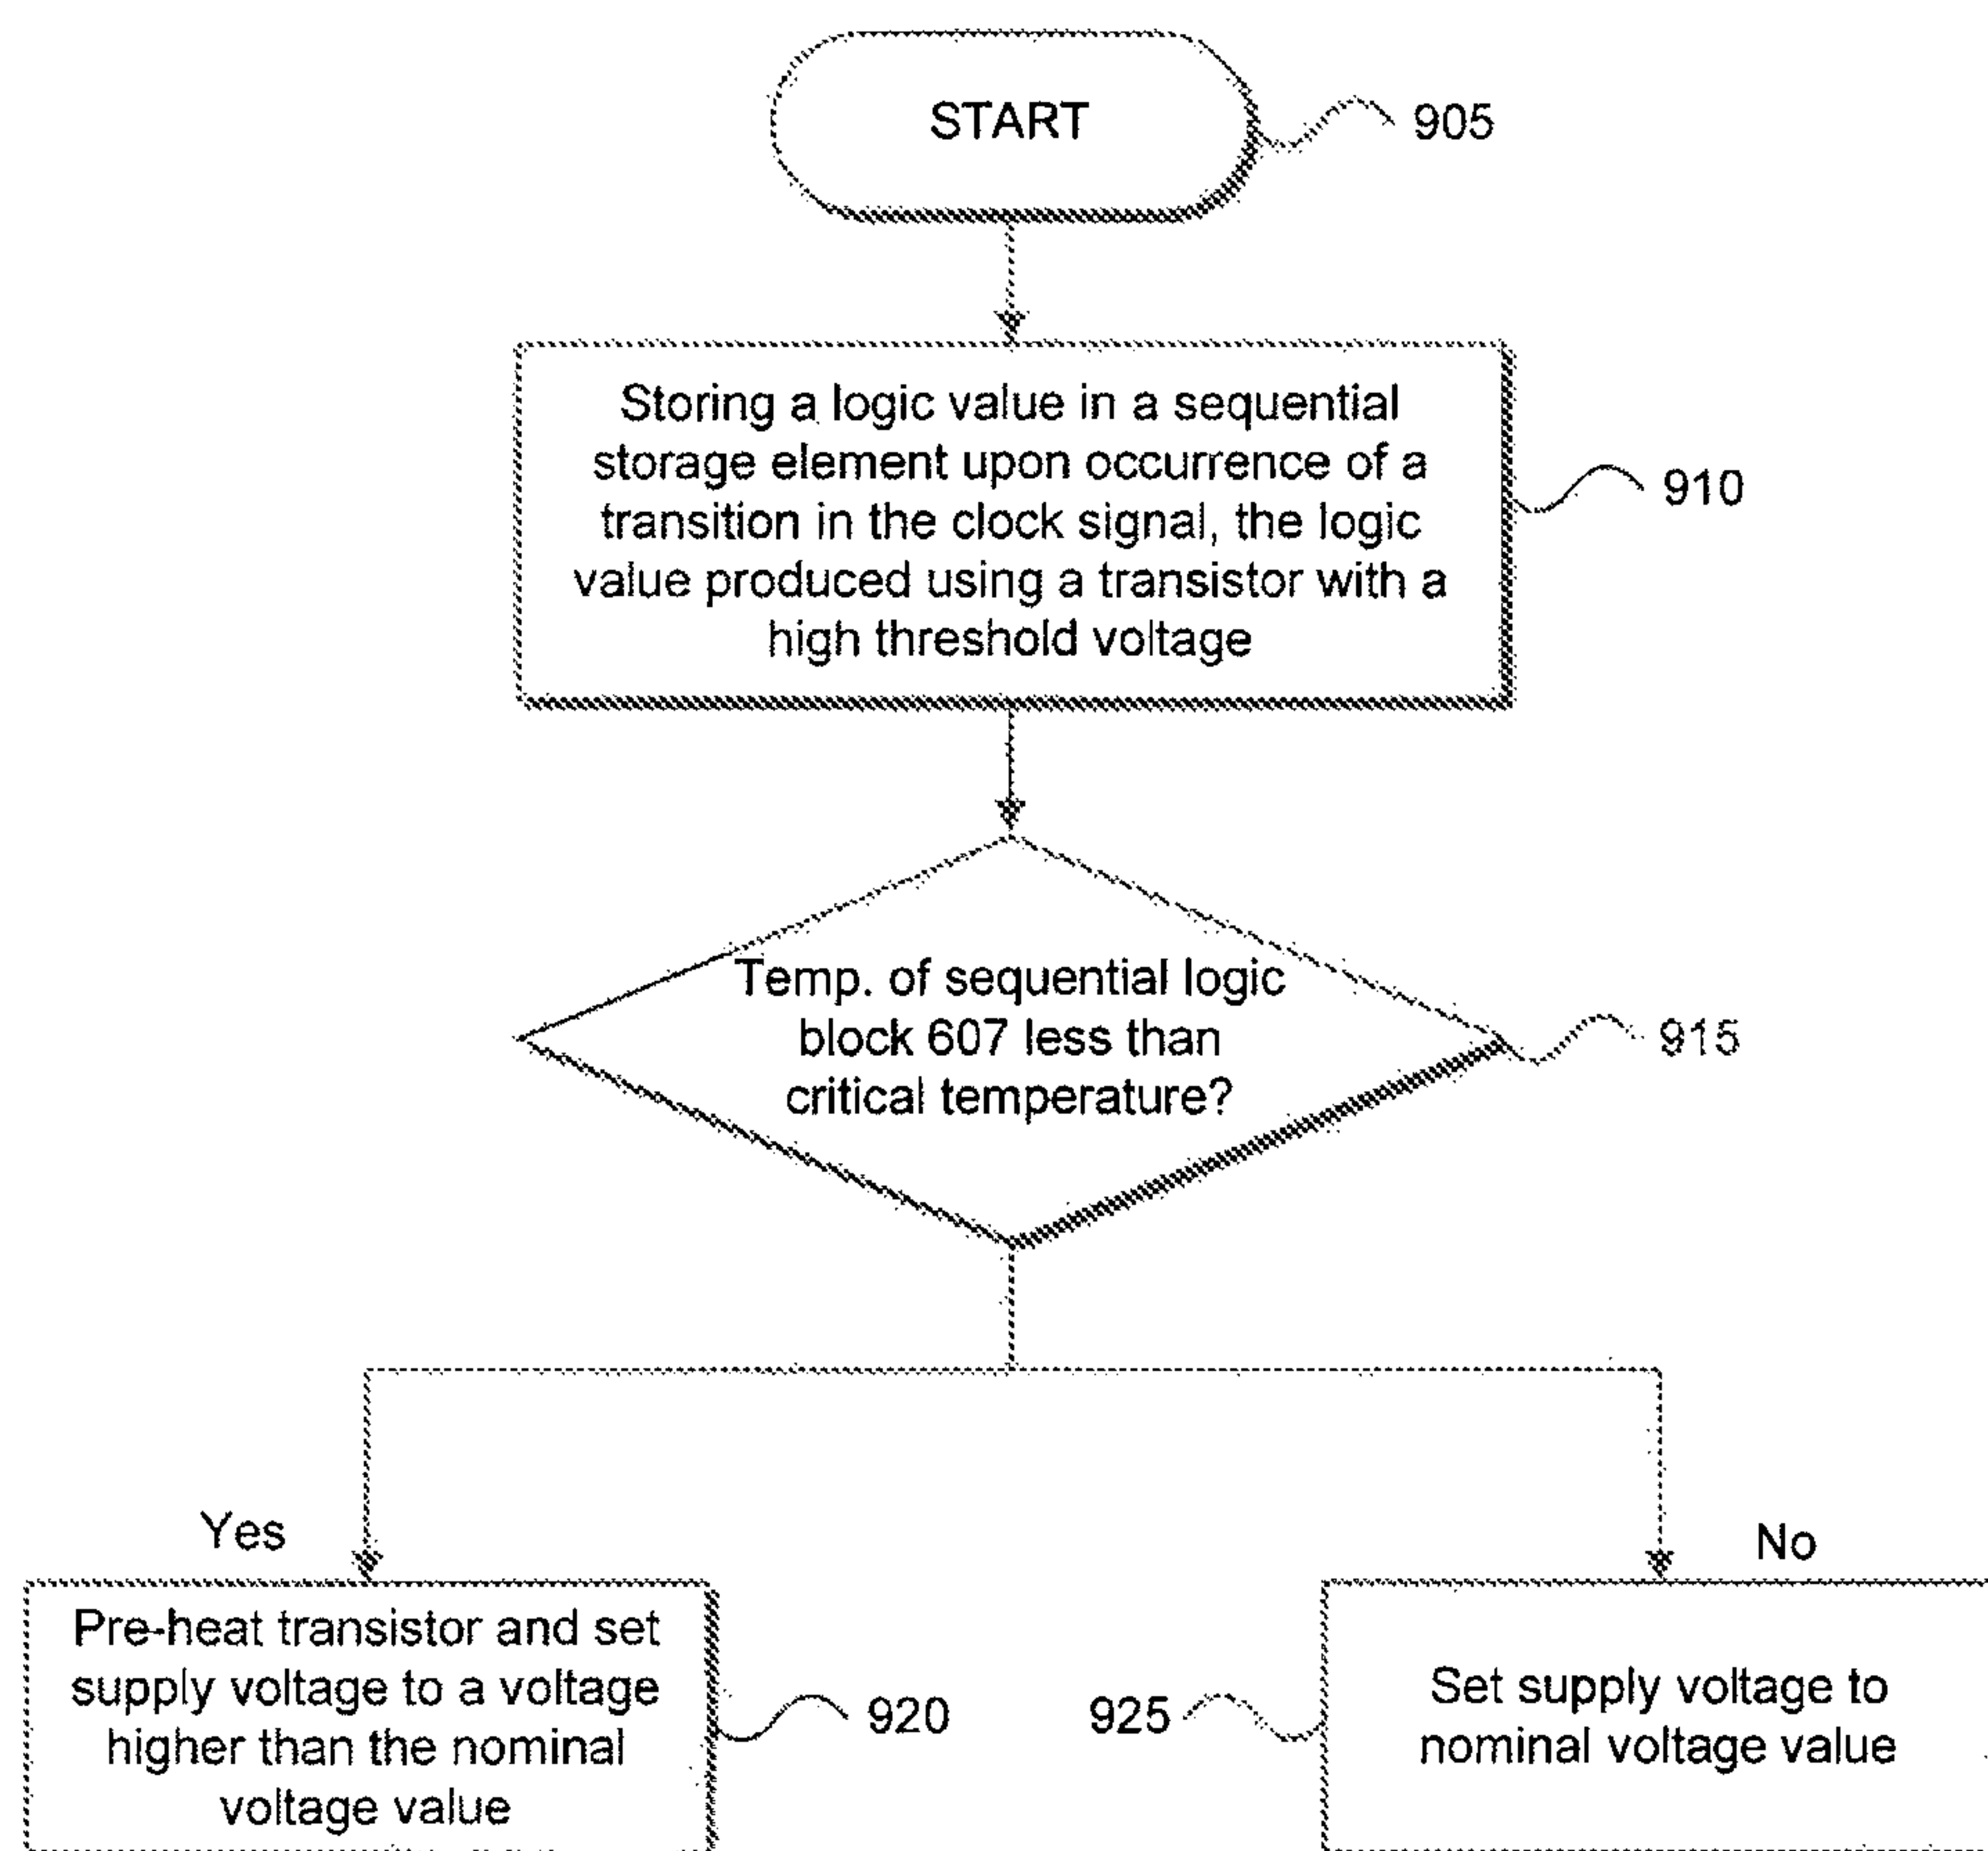 START
905
Storing a logic value in a sequential
storage element upon occurrence of a
transition in the clock signal, the logic
value produced using a transistor with a
high threshold voltage
910
Temp. of sequential logic
block 607 less than
critical temperature?
915
Yes
No
Pre-heat transistor and set
supply voltage to a voltage
higher than the nominal
voltage value
920
925
Set supply voltage to
nominal voltage value